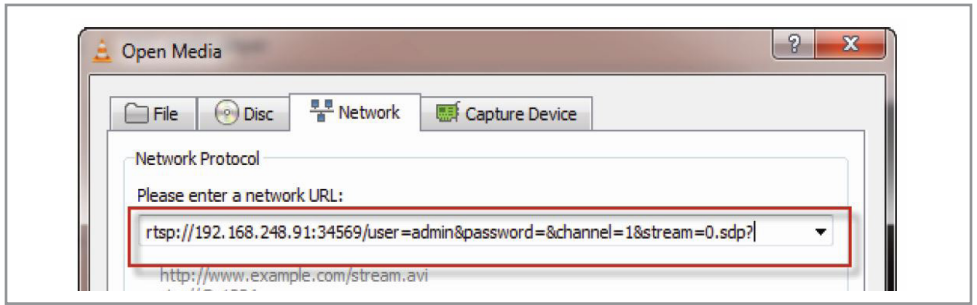 Open Media
File Disc Network Capture Device
Network Protocol
Please enter a network URL:
rtsp://192.168.248.91:34569/user=admin&password=&channel=1&stream=0.sdp?
http://www.example.com/stream.avi